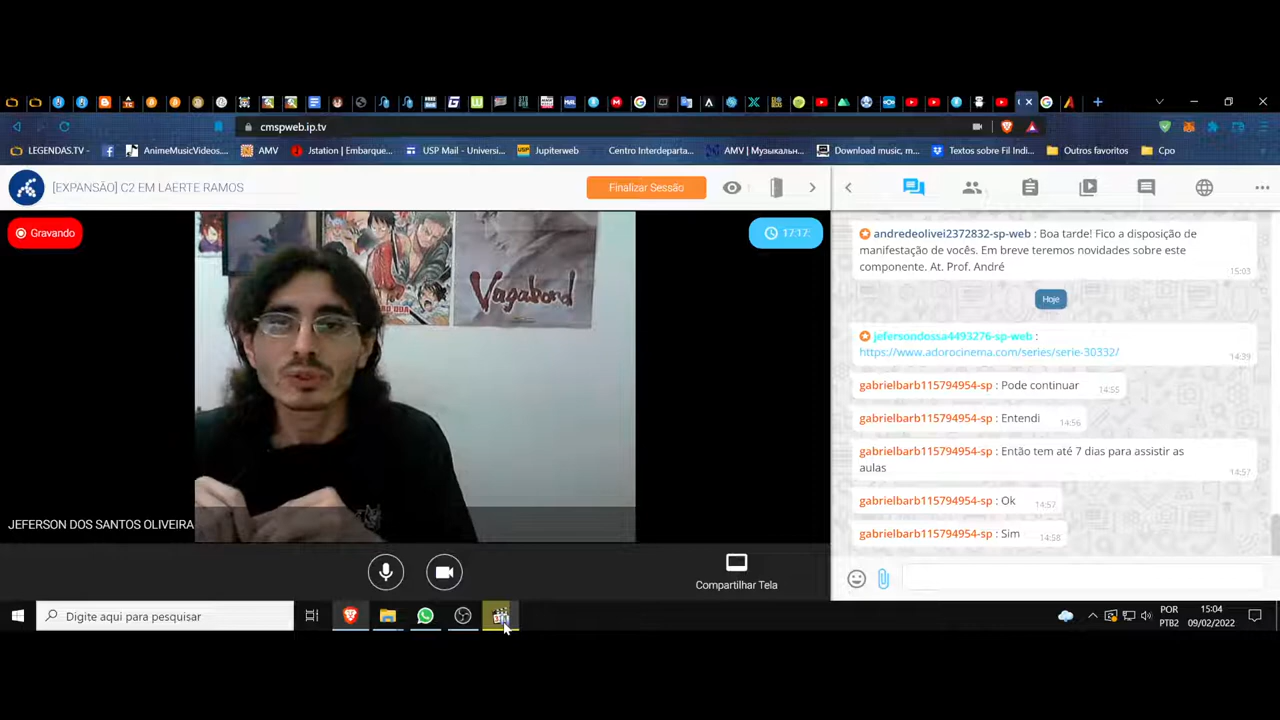 cmspweb.ip.tv
LEGENDAS.TV -
AnimeMusicVideos...
AMV
Jstation | Embarque...
USP Mail - Universi...
Jupiterweb
Centro Interdeparta...
AMV | Музыкальн...
Download music, m...
Textos sobre Fil Indi...
Outros favoritos
Cpo
[EXPANSÃO] C2 EM LAERTE RAMOS
Finalizar Sessão
Gravando
17:17
Vagabond
JEFERSON DOS SANTOS OLIVEIRA
Compartilhar Tela
andredeolivei2372832-sp-web : Boa tarde! Fico a disposição de
manifestação de vocês. Em breve teremos novidades sobre este
componente. At. Prof. André
15:03
Hoje
jefersondossa4493276-sp-web :
https://www.adorocinema.com/series/serie-30332/
14:39
gabrielbarb115794954-sp : Pode continuar
14:55
gabrielbarb115794954-sp : Entendi
14:56
gabrielbarb115794954-sp : Então tem até 7 dias para assistir as
aulas
14:57
gabrielbarb115794954-sp : Ok
14:57
gabrielbarb115794954-sp : Sim
14:58
Digite aqui para pesquisar
POR
PTB2
15:04
09/02/2022